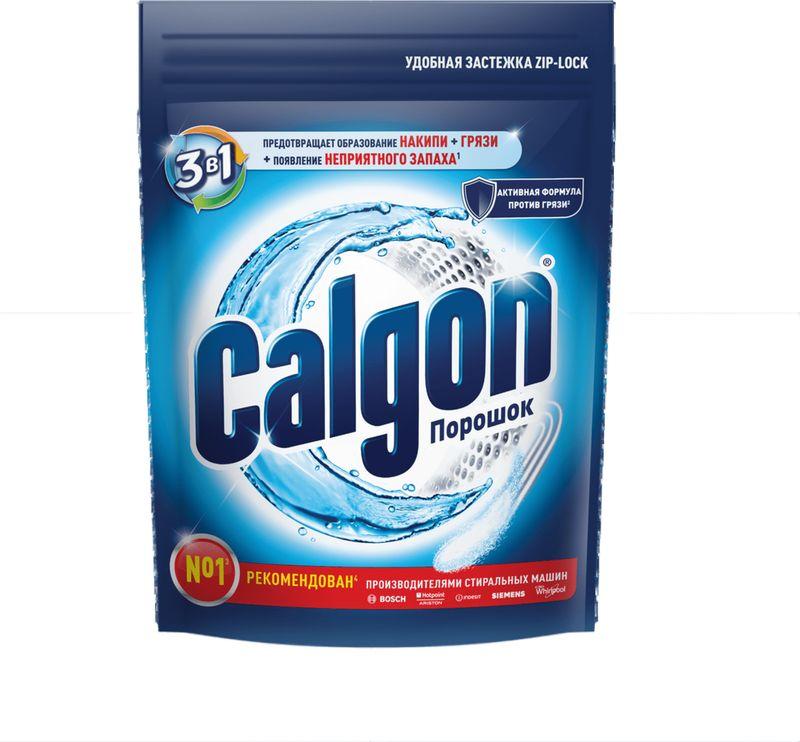 УДОБНАЯ ЗАСТЕЖКА ZIP-LOCK
3в1
ПРЕДОТВРАЩАЕТ ОБРАЗОВАНИЕ НАКИПИ + ГРЯЗИ
+ ПОЯВЛЕНИЕ НЕПРИЯТНОГО ЗАПАХА¹
АКТИВНАЯ ФОРМУЛА
ПРОТИВ ГРЯЗИ²
Calgon®
Порошок
№1³
РЕКОМЕНДОВАН⁴ ПРОИЗВОДИТЕЛЯМИ СТИРАЛЬНЫХ МАШИН
BOSCH Hotpoint ARISTON INDESIT SIEMENS Whirlpool